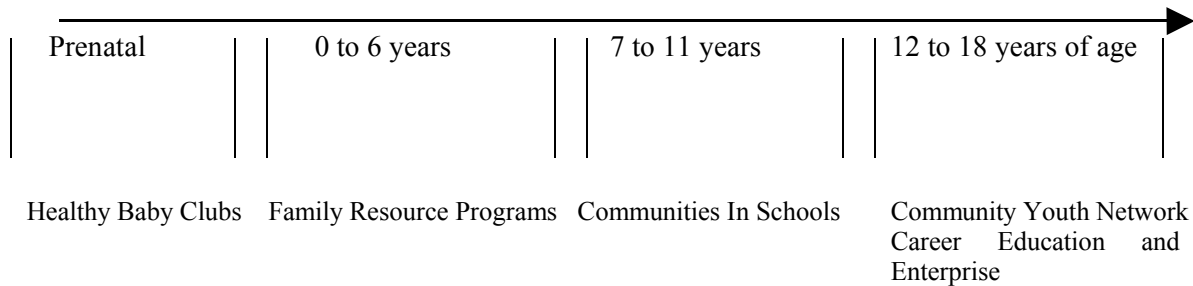 Prenatal 0 to 6 years 7 to 11 years 12 to 18 years of age
Healthy Baby Clubs Family Resource Programs Communities In Schools Community Youth Network
Career Education and
Enterprise